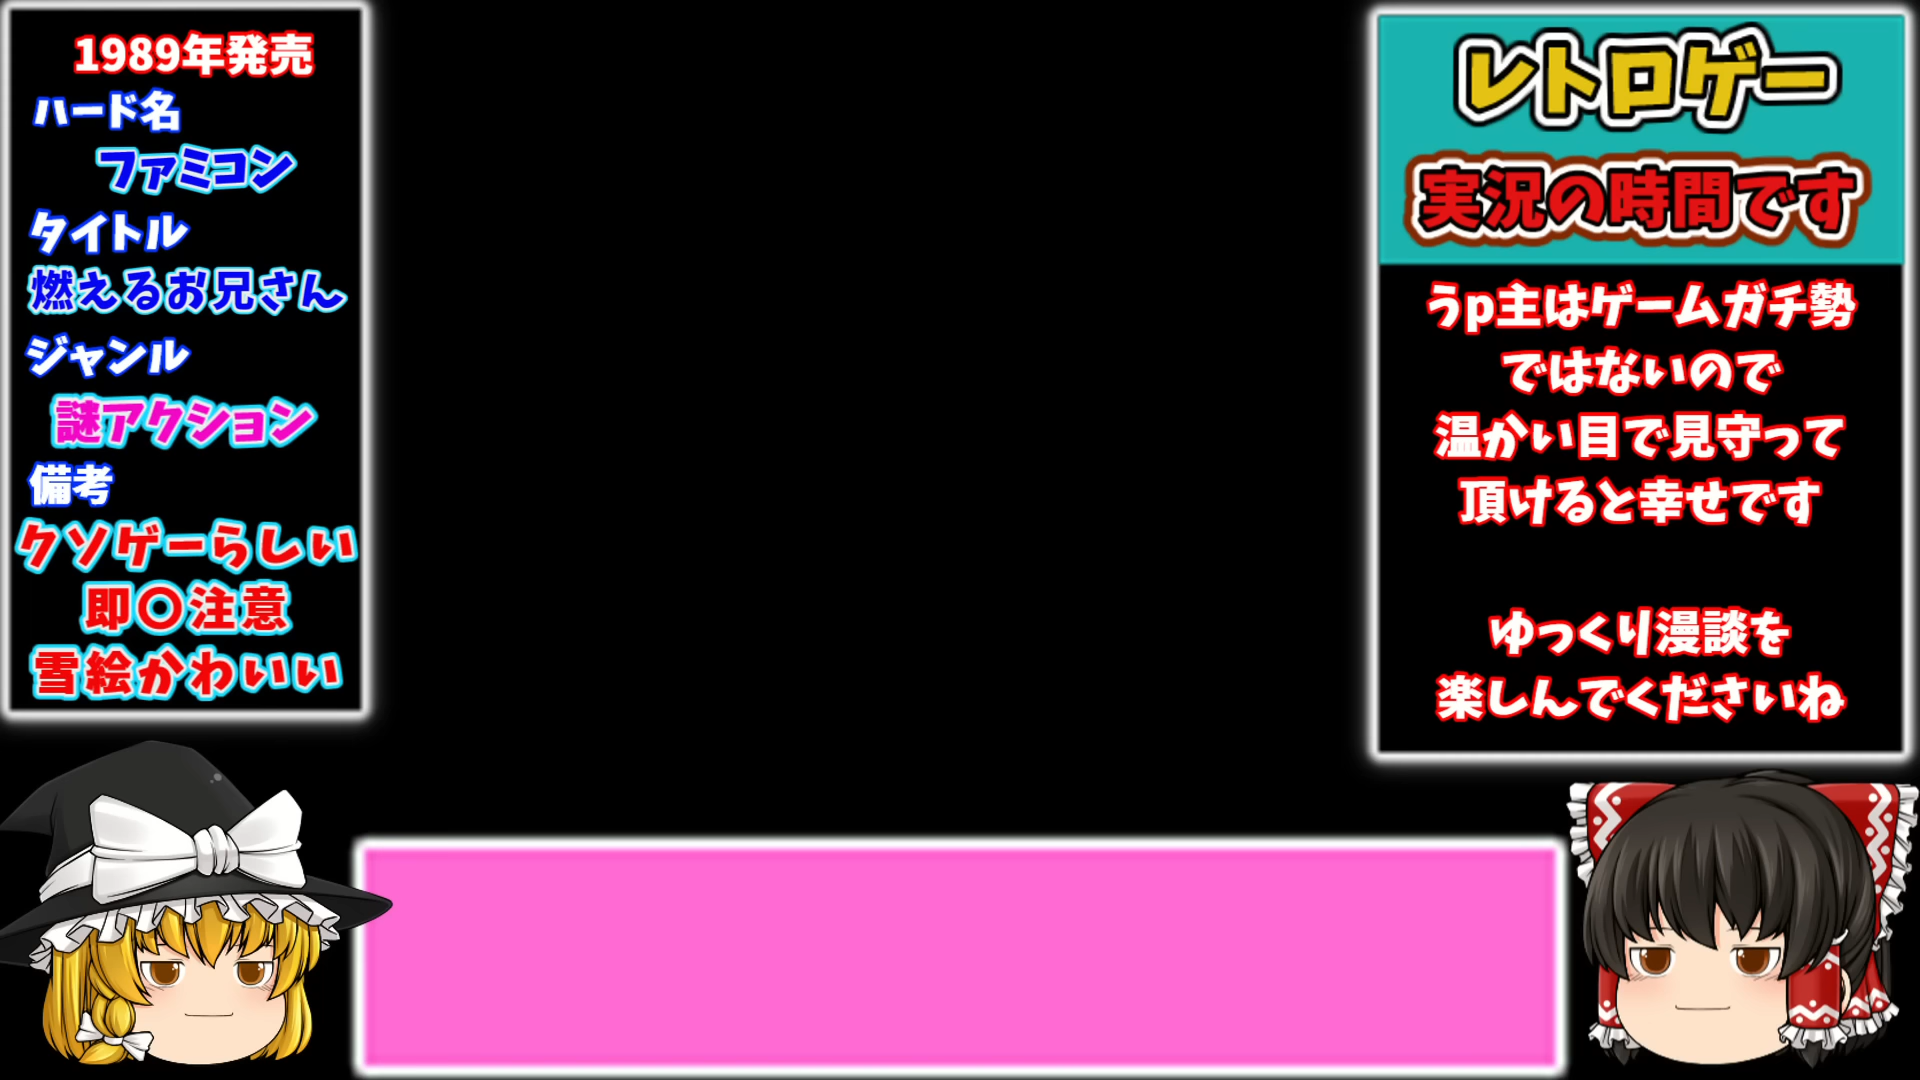 1989年発売
ハード名
ファミコン
タイトル
燃えるお兄さん
ジャンル
謎アクション
備考
クソゲーらしい
即〇注意
雪絵かわいい
レトロゲー
実況の時間です
うp主はゲームガチ勢
ではないので
温かい目で見守って
頂けると幸せです
ゆっくり漫談を
楽しんでくださいね